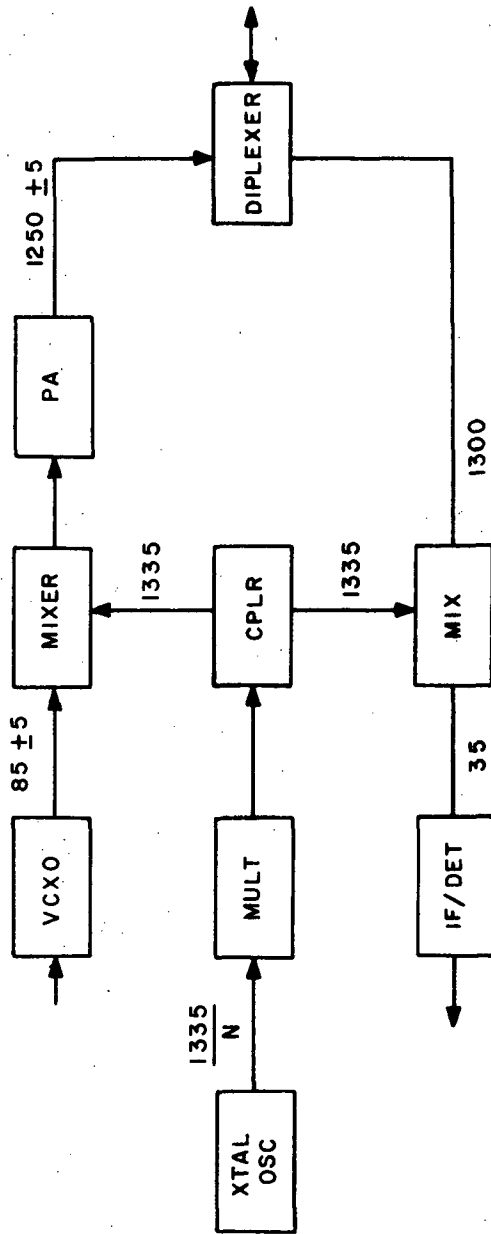 VCXO
85 ±5
MIXER
PA
1250 ±5
XTAL
OSC
1335
N
MULT
CPLR
1335
1335
DIPLEXER
IF/DET
35
MIX
1300